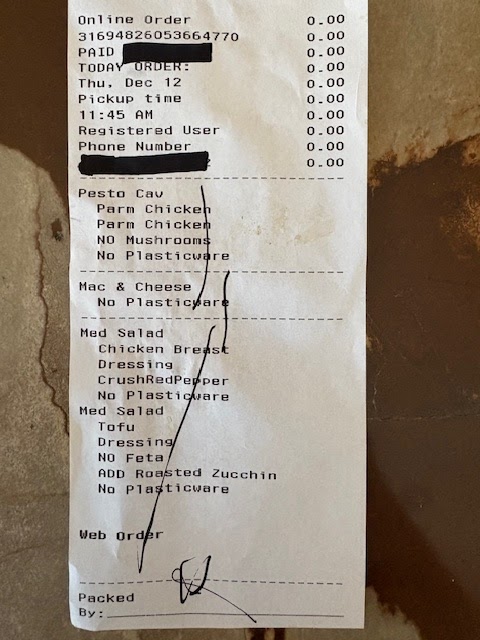 Online Order 0.00
31694826053664770 0.00
PAID 0.00
TODAY ORDER: 0.00
Thu, Dec 12 0.00
Pickup time 0.00
11:45 AM 0.00
Registered User 0.00
Phone Number 0.00
0.00
Pesto Cav
Parm Chicken
Parm Chicken
NO Mushrooms
No Plasticware
Mac & Cheese
No Plasticware
Med Salad
Chicken Breast
Dressing
CrushRedPepper
No Plasticware
Med Salad
Tofu
Dressing
NO Feta
ADD Roasted Zucchin
No Plasticware
Web Order
Packed
By: